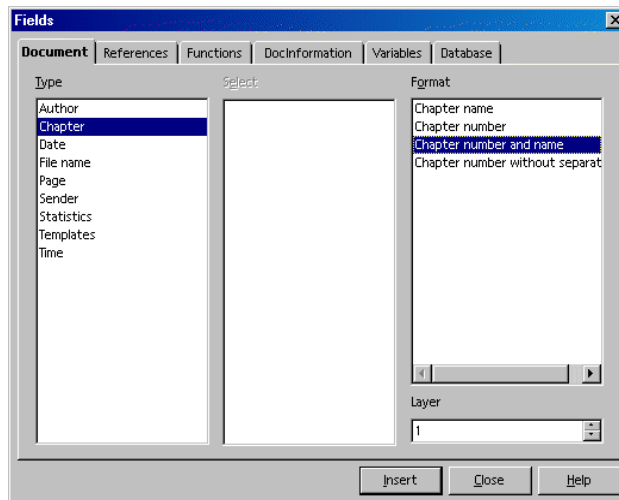 Fields
Document References Functions DocInformation Variables Database
Type
Author
Chapter
Date
File name
Page
Sender
Statistics
Templates
Time
Select
Format
Chapter name
Chapter number
Chapter number and name
Chapter number without separat
Layer
1
Insert Close Help